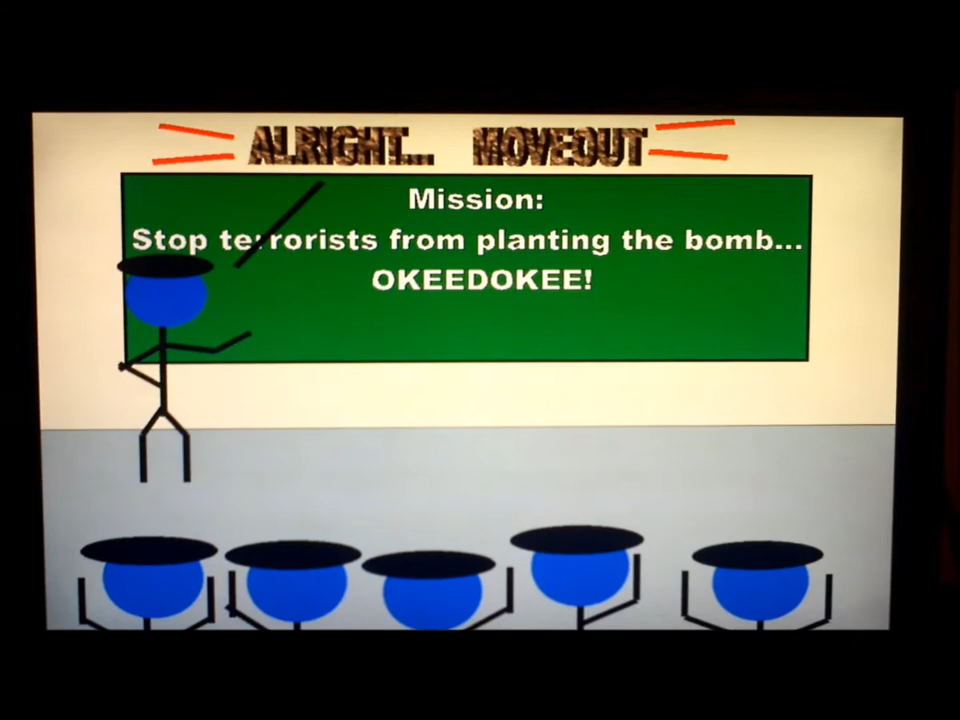 ALRIGHT... MOVEOUT
Mission:
Stop terrorists from planting the bomb...
OKEEDOKEE!